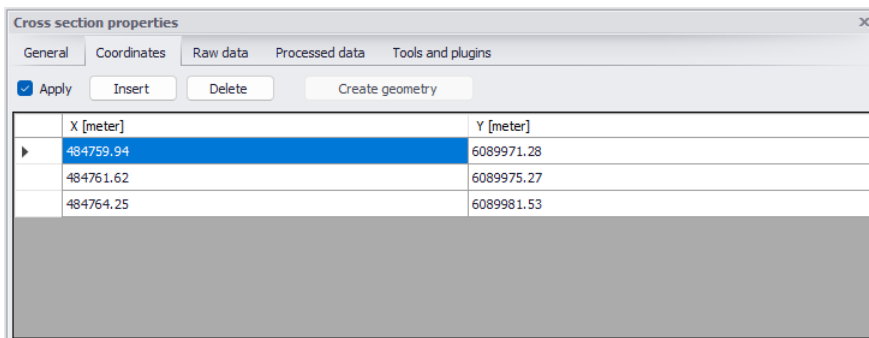 Cross section properties
General Coordinates Raw data Processed data Tools and plugins
Apply Insert Delete Create geometry
X [meter] Y [meter]
484759.94 6089971.28
484761.62 6089975.27
484764.25 6089981.53